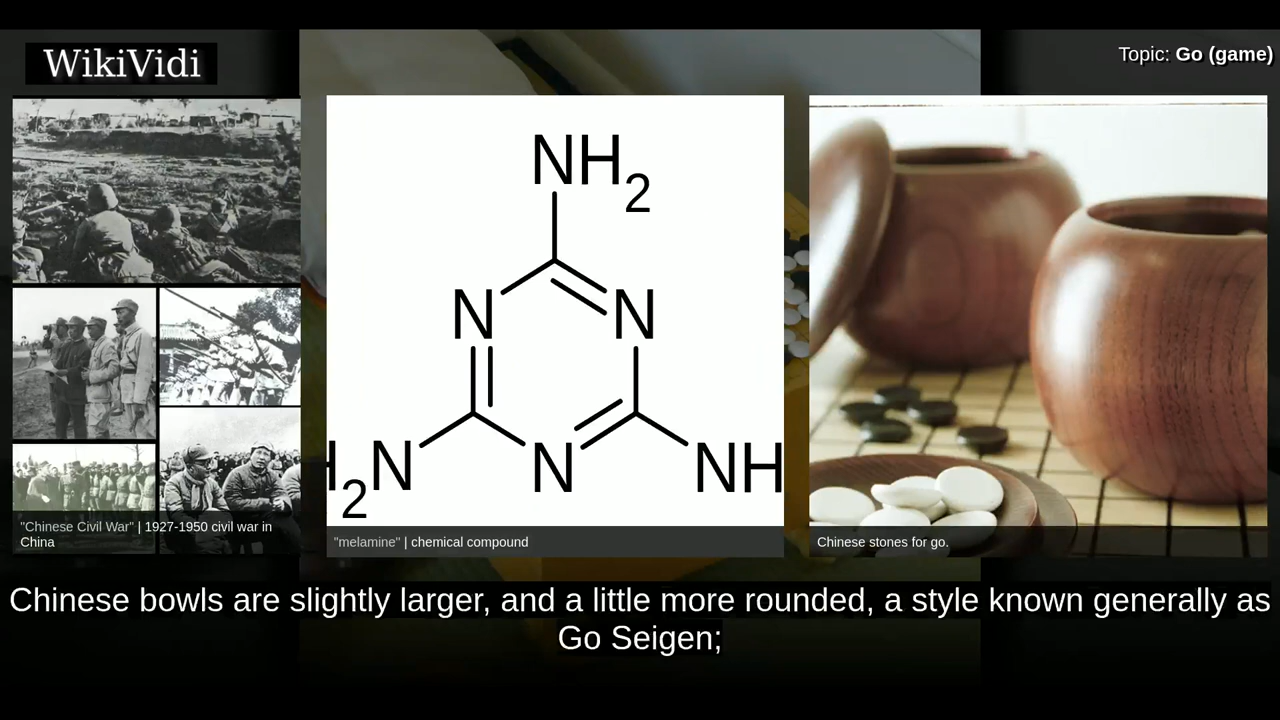 WikiVidi
Topic: Go (game)
NH2
N
N
H2N
N
NH
"Chinese Civil War" | 1927-1950 civil war in
China
"melamine" | chemical compound
Chinese stones for go.
Chinese bowls are slightly larger, and a little more rounded, a style known generally as
Go Seigen;